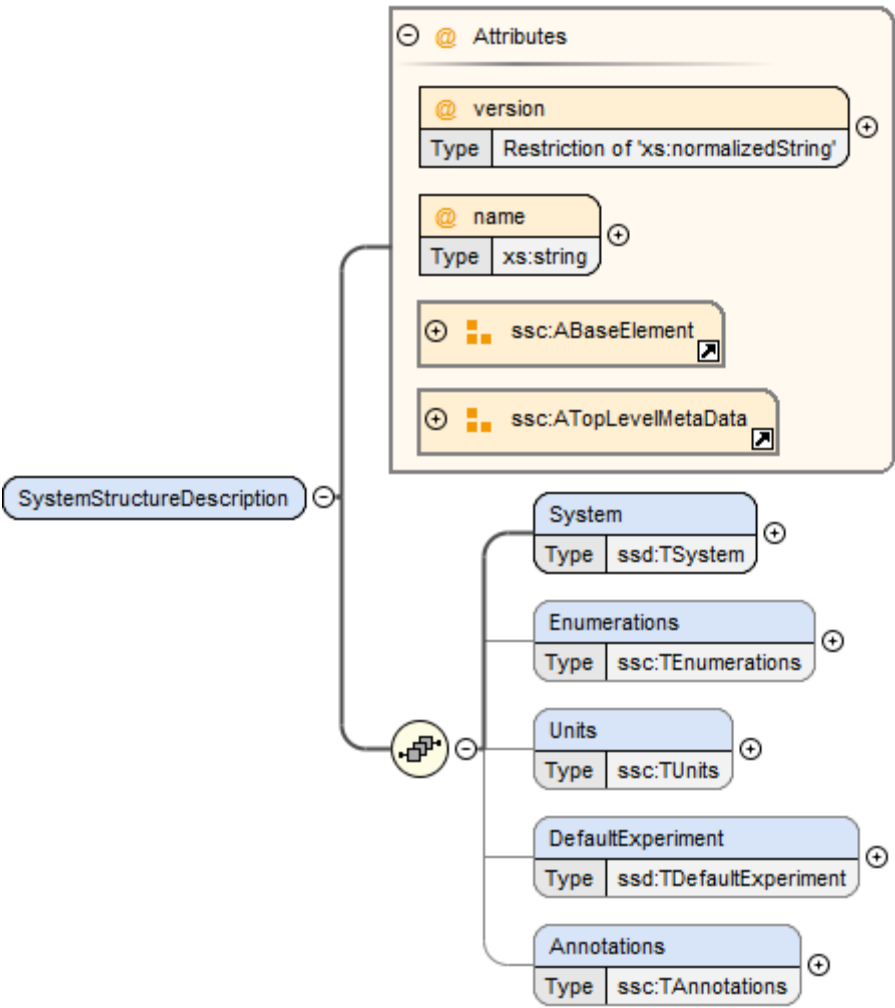 @ Attributes
@ version
Type Restriction of 'xs:normalizedString'
@ name
Type xs:string
ssc:ABaseElement
ssc:ATopLevelMetaData
SystemStructureDescription
System
Type ssd:TSystem
Enumerations
Type ssc:TEnumerations
Units
Type ssc:TUnits
DefaultExperiment
Type ssd:TDefaultExperiment
Annotations
Type ssc:TAnnotations